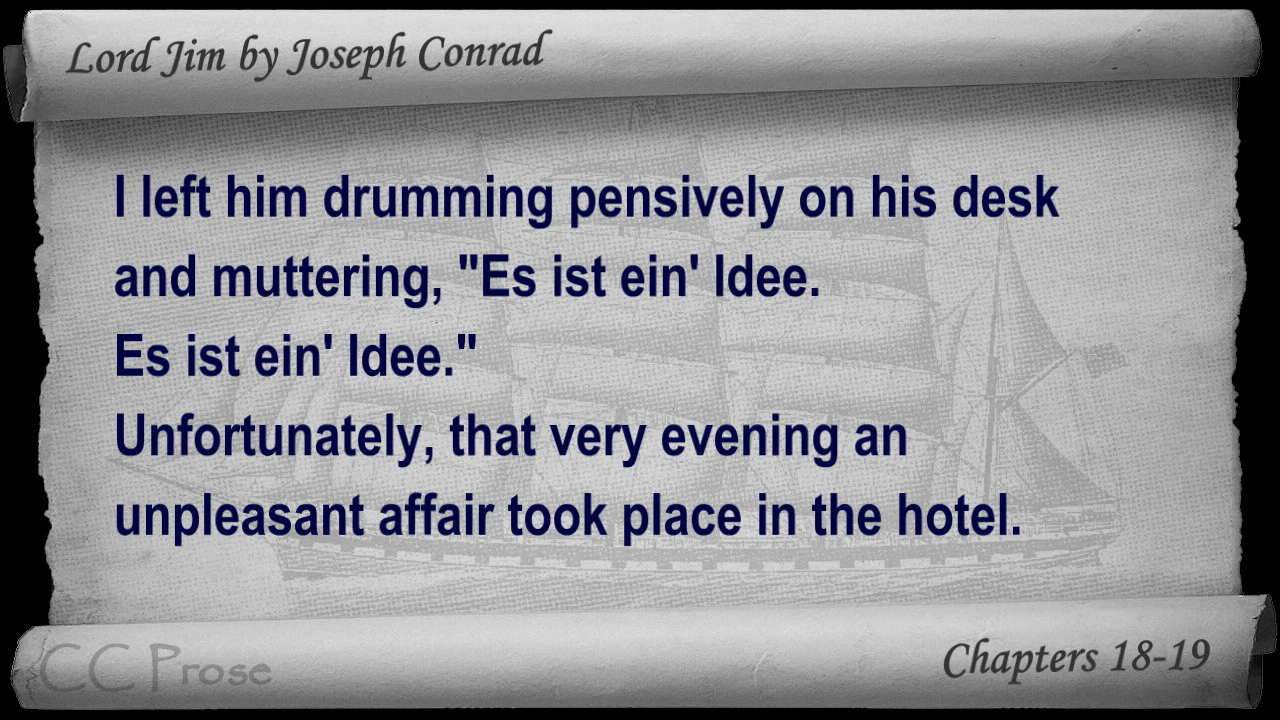 Lord Jim by Joseph Conrad
I left him drumming pensively on his desk
and muttering, "Es ist ein' Idee.
Es ist ein' Idee."
Unfortunately, that very evening an
unpleasant affair took place in the hotel.
CC Prose
Chapters 18-19